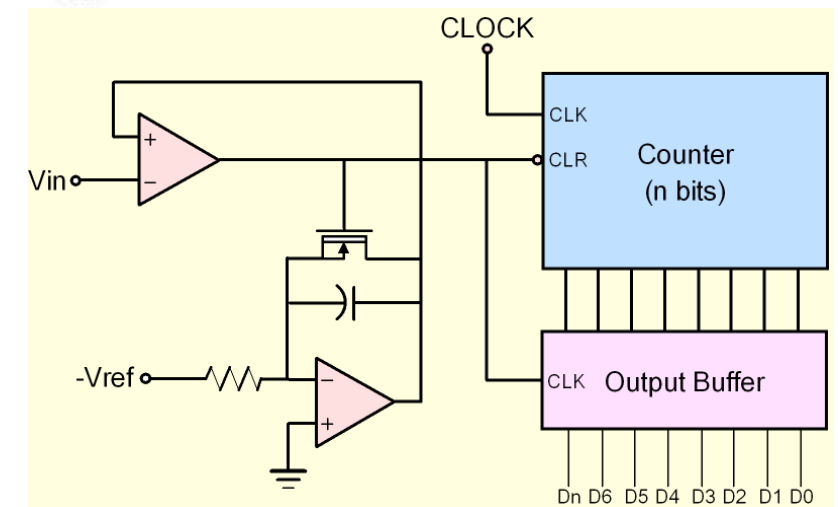 CLOCK
CLK
+
CLR
Counter
(n bits)
Vin
−
-Vref
−
CLK
Output Buffer
+
Dn D6 D5 D4 D3 D2 D1 D0